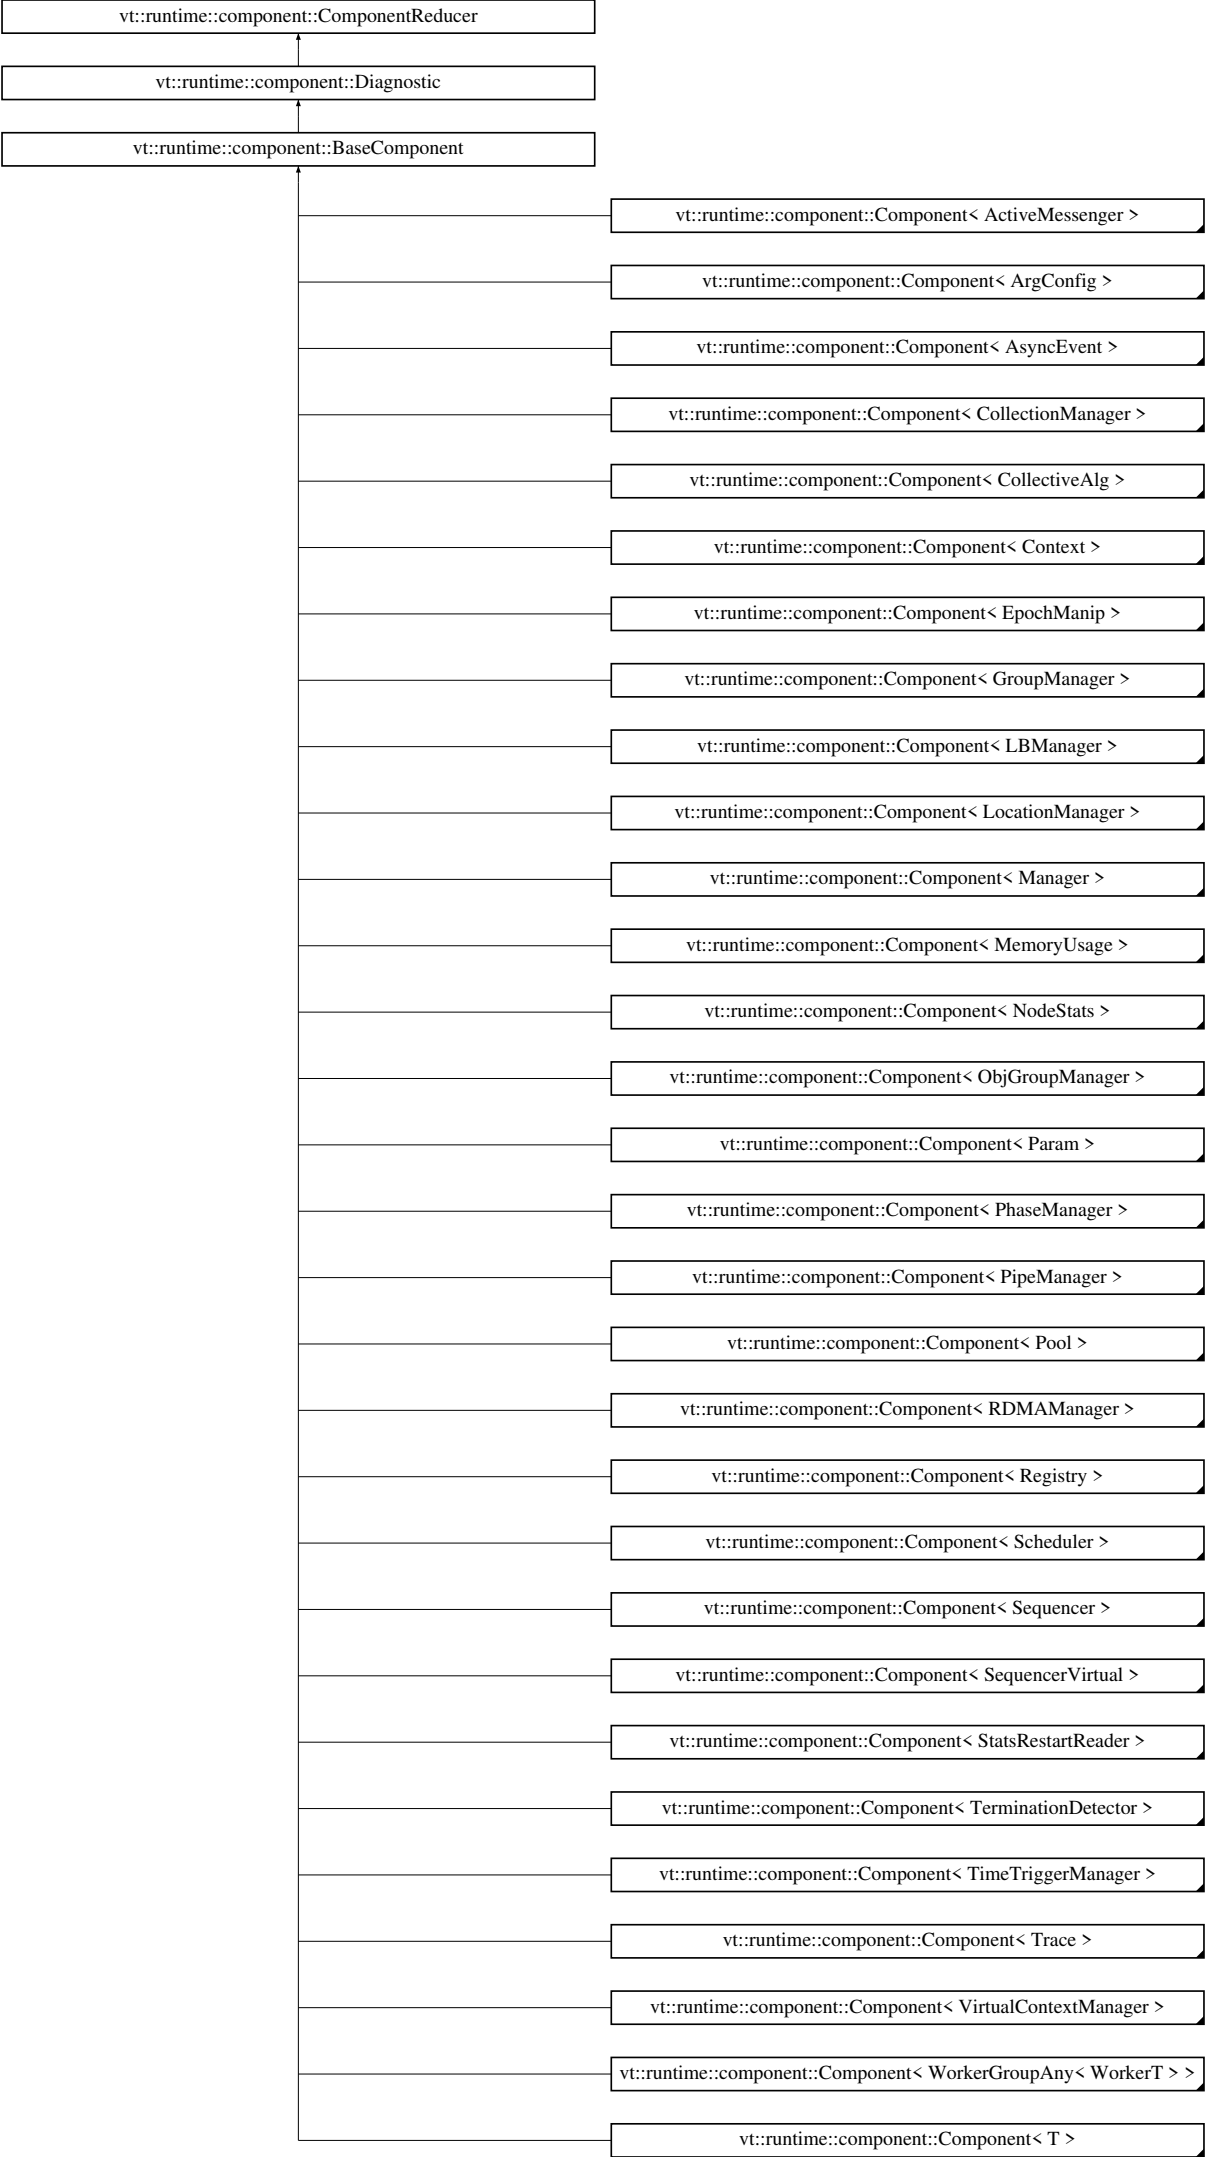 vt::runtime::component::ComponentReducer
vt::runtime::component::Diagnostic
vt::runtime::component::BaseComponent
vt::runtime::component::Component< ActiveMessenger >
vt::runtime::component::Component< ArgConfig >
vt::runtime::component::Component< AsyncEvent >
vt::runtime::component::Component< CollectionManager >
vt::runtime::component::Component< CollectiveAlg >
vt::runtime::component::Component< Context >
vt::runtime::component::Component< EpochManip >
vt::runtime::component::Component< GroupManager >
vt::runtime::component::Component< LBManager >
vt::runtime::component::Component< LocationManager >
vt::runtime::component::Component< Manager >
vt::runtime::component::Component< MemoryUsage >
vt::runtime::component::Component< NodeStats >
vt::runtime::component::Component< ObjGroupManager >
vt::runtime::component::Component< Param >
vt::runtime::component::Component< PhaseManager >
vt::runtime::component::Component< PipeManager >
vt::runtime::component::Component< Pool >
vt::runtime::component::Component< RDMAManager >
vt::runtime::component::Component< Registry >
vt::runtime::component::Component< Scheduler >
vt::runtime::component::Component< Sequencer >
vt::runtime::component::Component< SequencerVirtual >
vt::runtime::component::Component< StatsRestartReader >
vt::runtime::component::Component< TerminationDetector >
vt::runtime::component::Component< TimeTriggerManager >
vt::runtime::component::Component< Trace >
vt::runtime::component::Component< VirtualContextManager >
vt::runtime::component::Component< WorkerGroupAny< WorkerT > >
vt::runtime::component::Component< T >